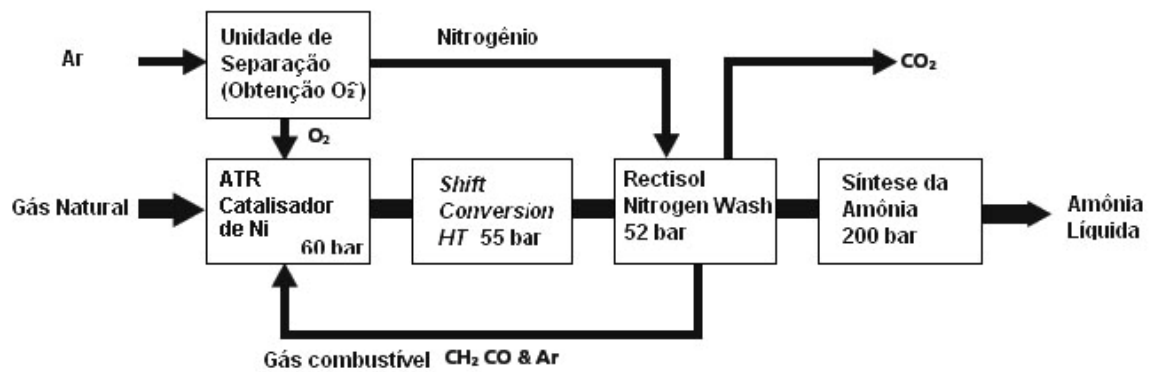 Ar
Unidade de
Separação
(Obtenção O₂)
Nitrogênio
CO₂
O₂
Gás Natural
ATR
Catalisador
de Ni
60 bar
Shift
Conversion
HT 55 bar
Rectisol
Nitrogen Wash
52 bar
Síntese da
Amônia
200 bar
Amônia
Líquida
Gás combustível CH₂ CO & Ar